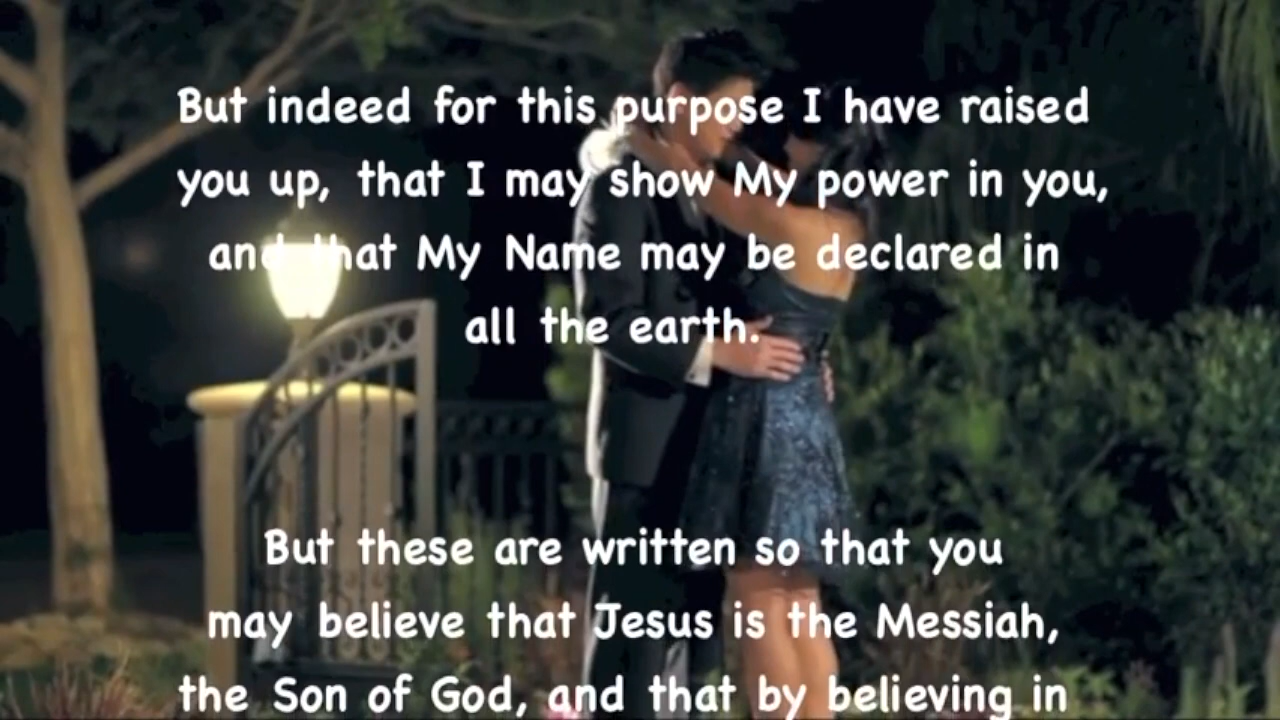 But indeed for this purpose I have raised
you up, that I may show My power in you,
and that My Name may be declared in
all the earth.
But these are written so that you
may believe that Jesus is the Messiah,
the Son of God, and that by believing in